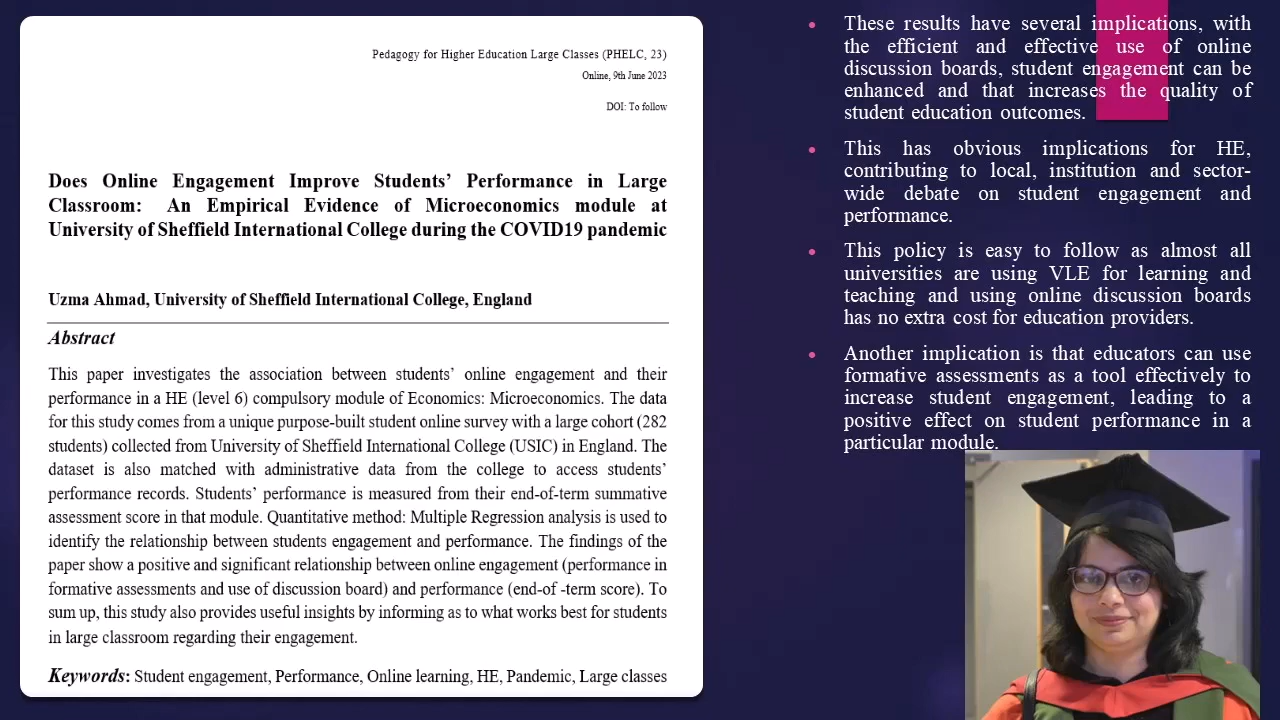 Pedagogy for Higher Education Large Classes (PHELC, 23)
Online, 9th June 2023
DOI: To follow
Does Online Engagement Improve Students’ Performance in Large
Classroom: An Empirical Evidence of Microeconomics module at
University of Sheffield International College during the COVID19 pandemic
Uzma Ahmad, University of Sheffield International College, England
Abstract
This paper investigates the association between students’ online engagement and their
performance in a HE (level 6) compulsory module of Economics: Microeconomics. The data
for this study comes from a unique purpose-built student online survey with a large cohort (282
students) collected from University of Sheffield International College (USIC) in England. The
dataset is also matched with administrative data from the college to access students’
performance records. Students’ performance is measured from their end-of-term summative
assessment score in that module. Quantitative method: Multiple Regression analysis is used to
identify the relationship between students engagement and performance. The findings of the
paper show a positive and significant relationship between online engagement (performance in
formative assessments and use of discussion board) and performance (end-of -term score). To
sum up, this study also provides useful insights by informing as to what works best for students
in large classroom regarding their engagement.
Keywords: Student engagement, Performance, Online learning, HE, Pandemic, Large classes
• These results have several implications, with
the efficient and effective use of online
discussion boards, student engagement can be
enhanced and that increases the quality of
student education outcomes.
• This has obvious implications for HE,
contributing to local, institution and sector-
wide debate on student engagement and
performance.
• This policy is easy to follow as almost all
universities are using VLE for learning and
teaching and using online discussion boards
has no extra cost for education providers.
• Another implication is that educators can use
formative assessments as a tool effectively to
increase student engagement, leading to a
positive effect on student performance in a
particular module.